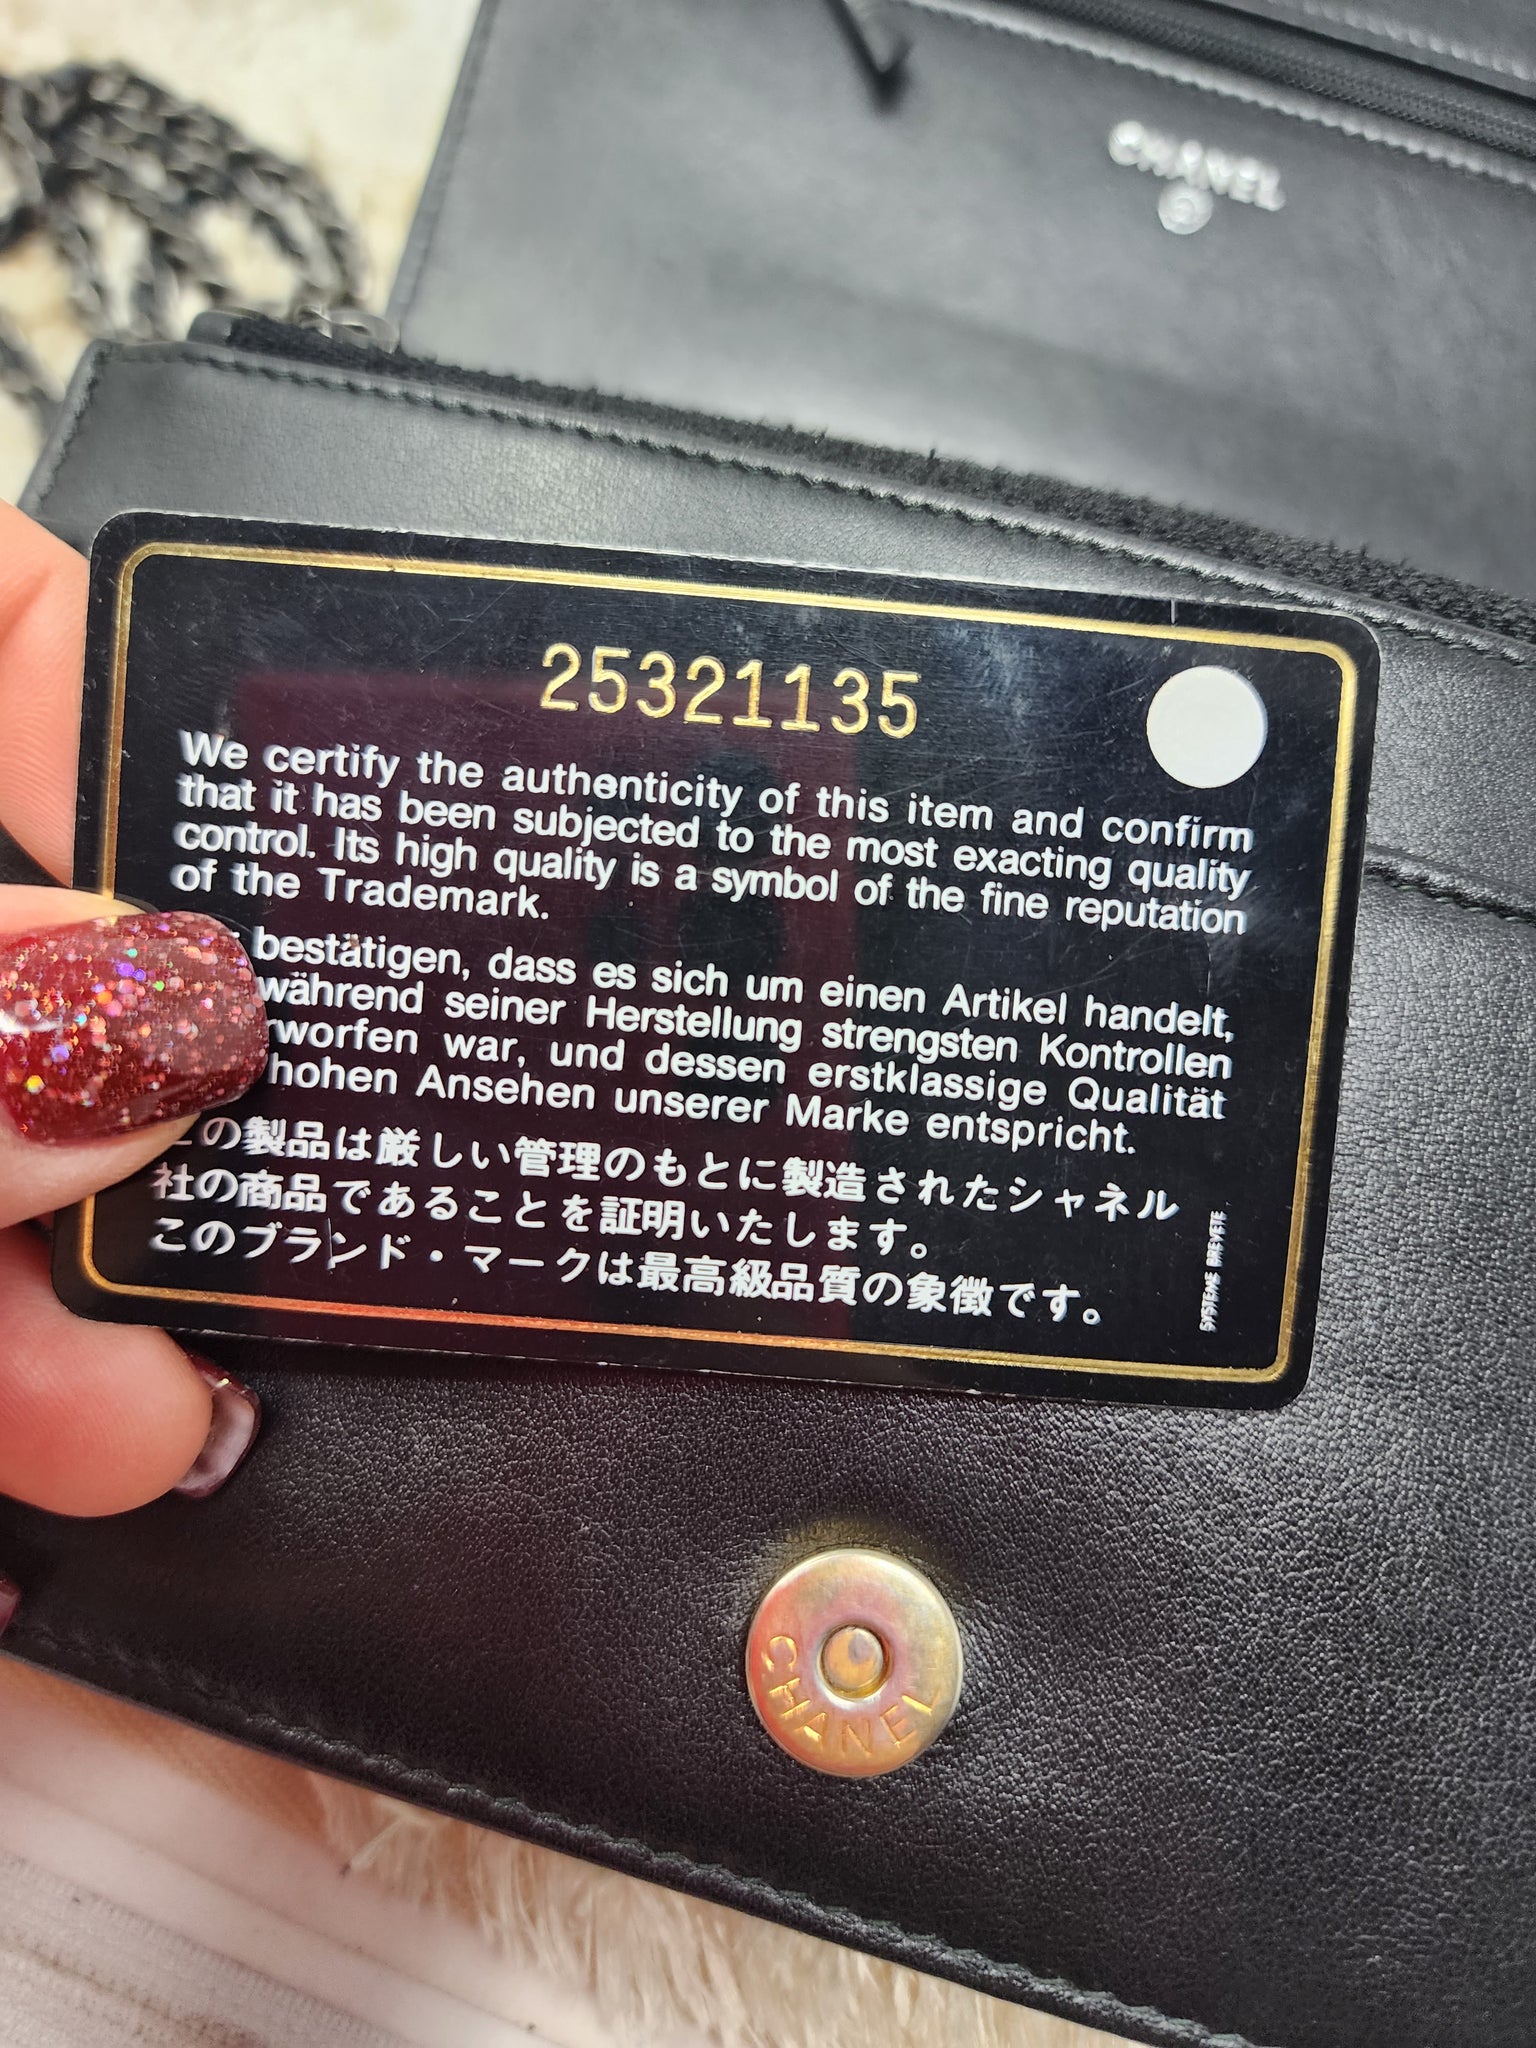 CHANEL
25321135
We certify the authenticity of this item and confirm
that it has been subjected to the most exacting quality
control. Its high quality is a symbol of the fine reputation
of the Trademark.
bestätigen, dass es sich um einen Artikel handelt,
während seiner Herstellung strengsten Kontrollen
rworfen war, und dessen erstklassige Qualität
hohen Ansehen unserer Marke entspricht.
この製品は厳しい管理のもとに製造されたシャネル
社の商品であることを証明いたします。
このブランド・マークは最高級品質の象徴です。
SYSTEME BREVETE
CHANEL